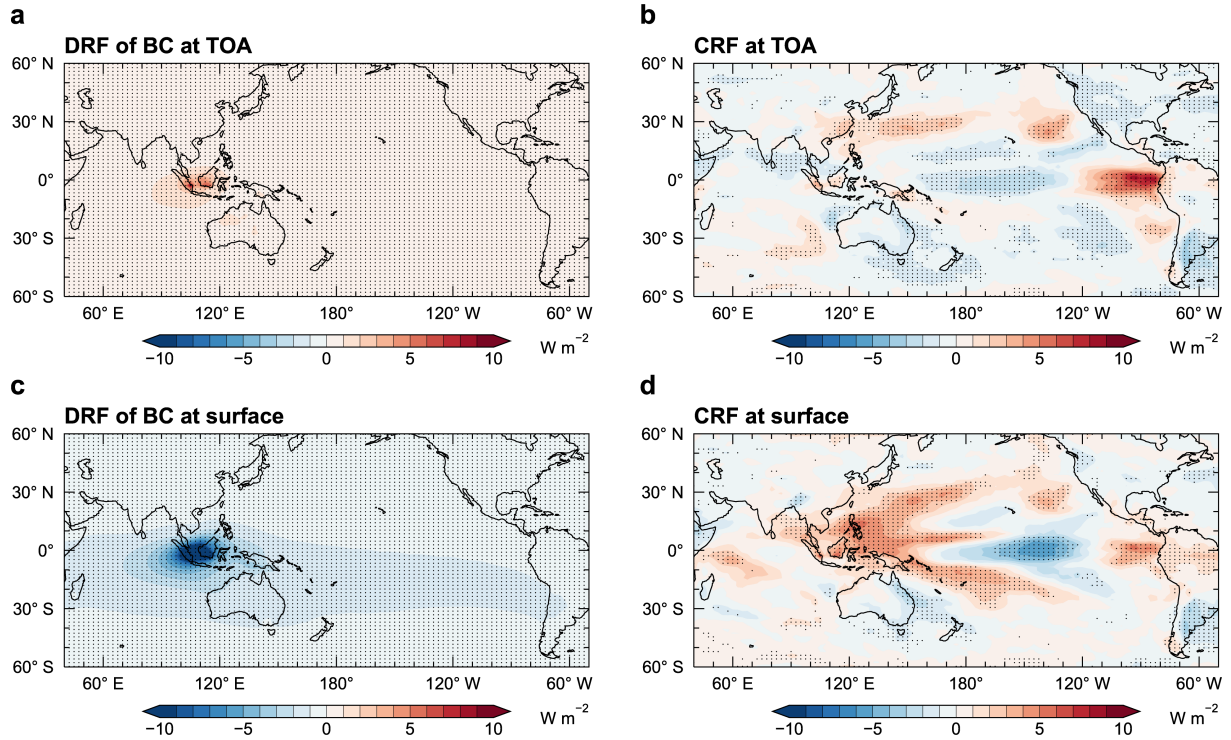 a
DRF of BC at TOA
60° N
30° N
0°
30° S
60° S
60° E 120° E 180° 120° W 60° W
−10 −5 0 5 10 W m−2
b
CRF at TOA
60° N
30° N
0°
30° S
60° S
60° E 120° E 180° 120° W 60° W
−10 −5 0 5 10 W m−2
c
DRF of BC at surface
60° N
30° N
0°
30° S
60° S
60° E 120° E 180° 120° W 60° W
−10 −5 0 5 10 W m−2
d
CRF at surface
60° N
30° N
0°
30° S
60° S
60° E 120° E 180° 120° W 60° W
−10 −5 0 5 10 W m−2